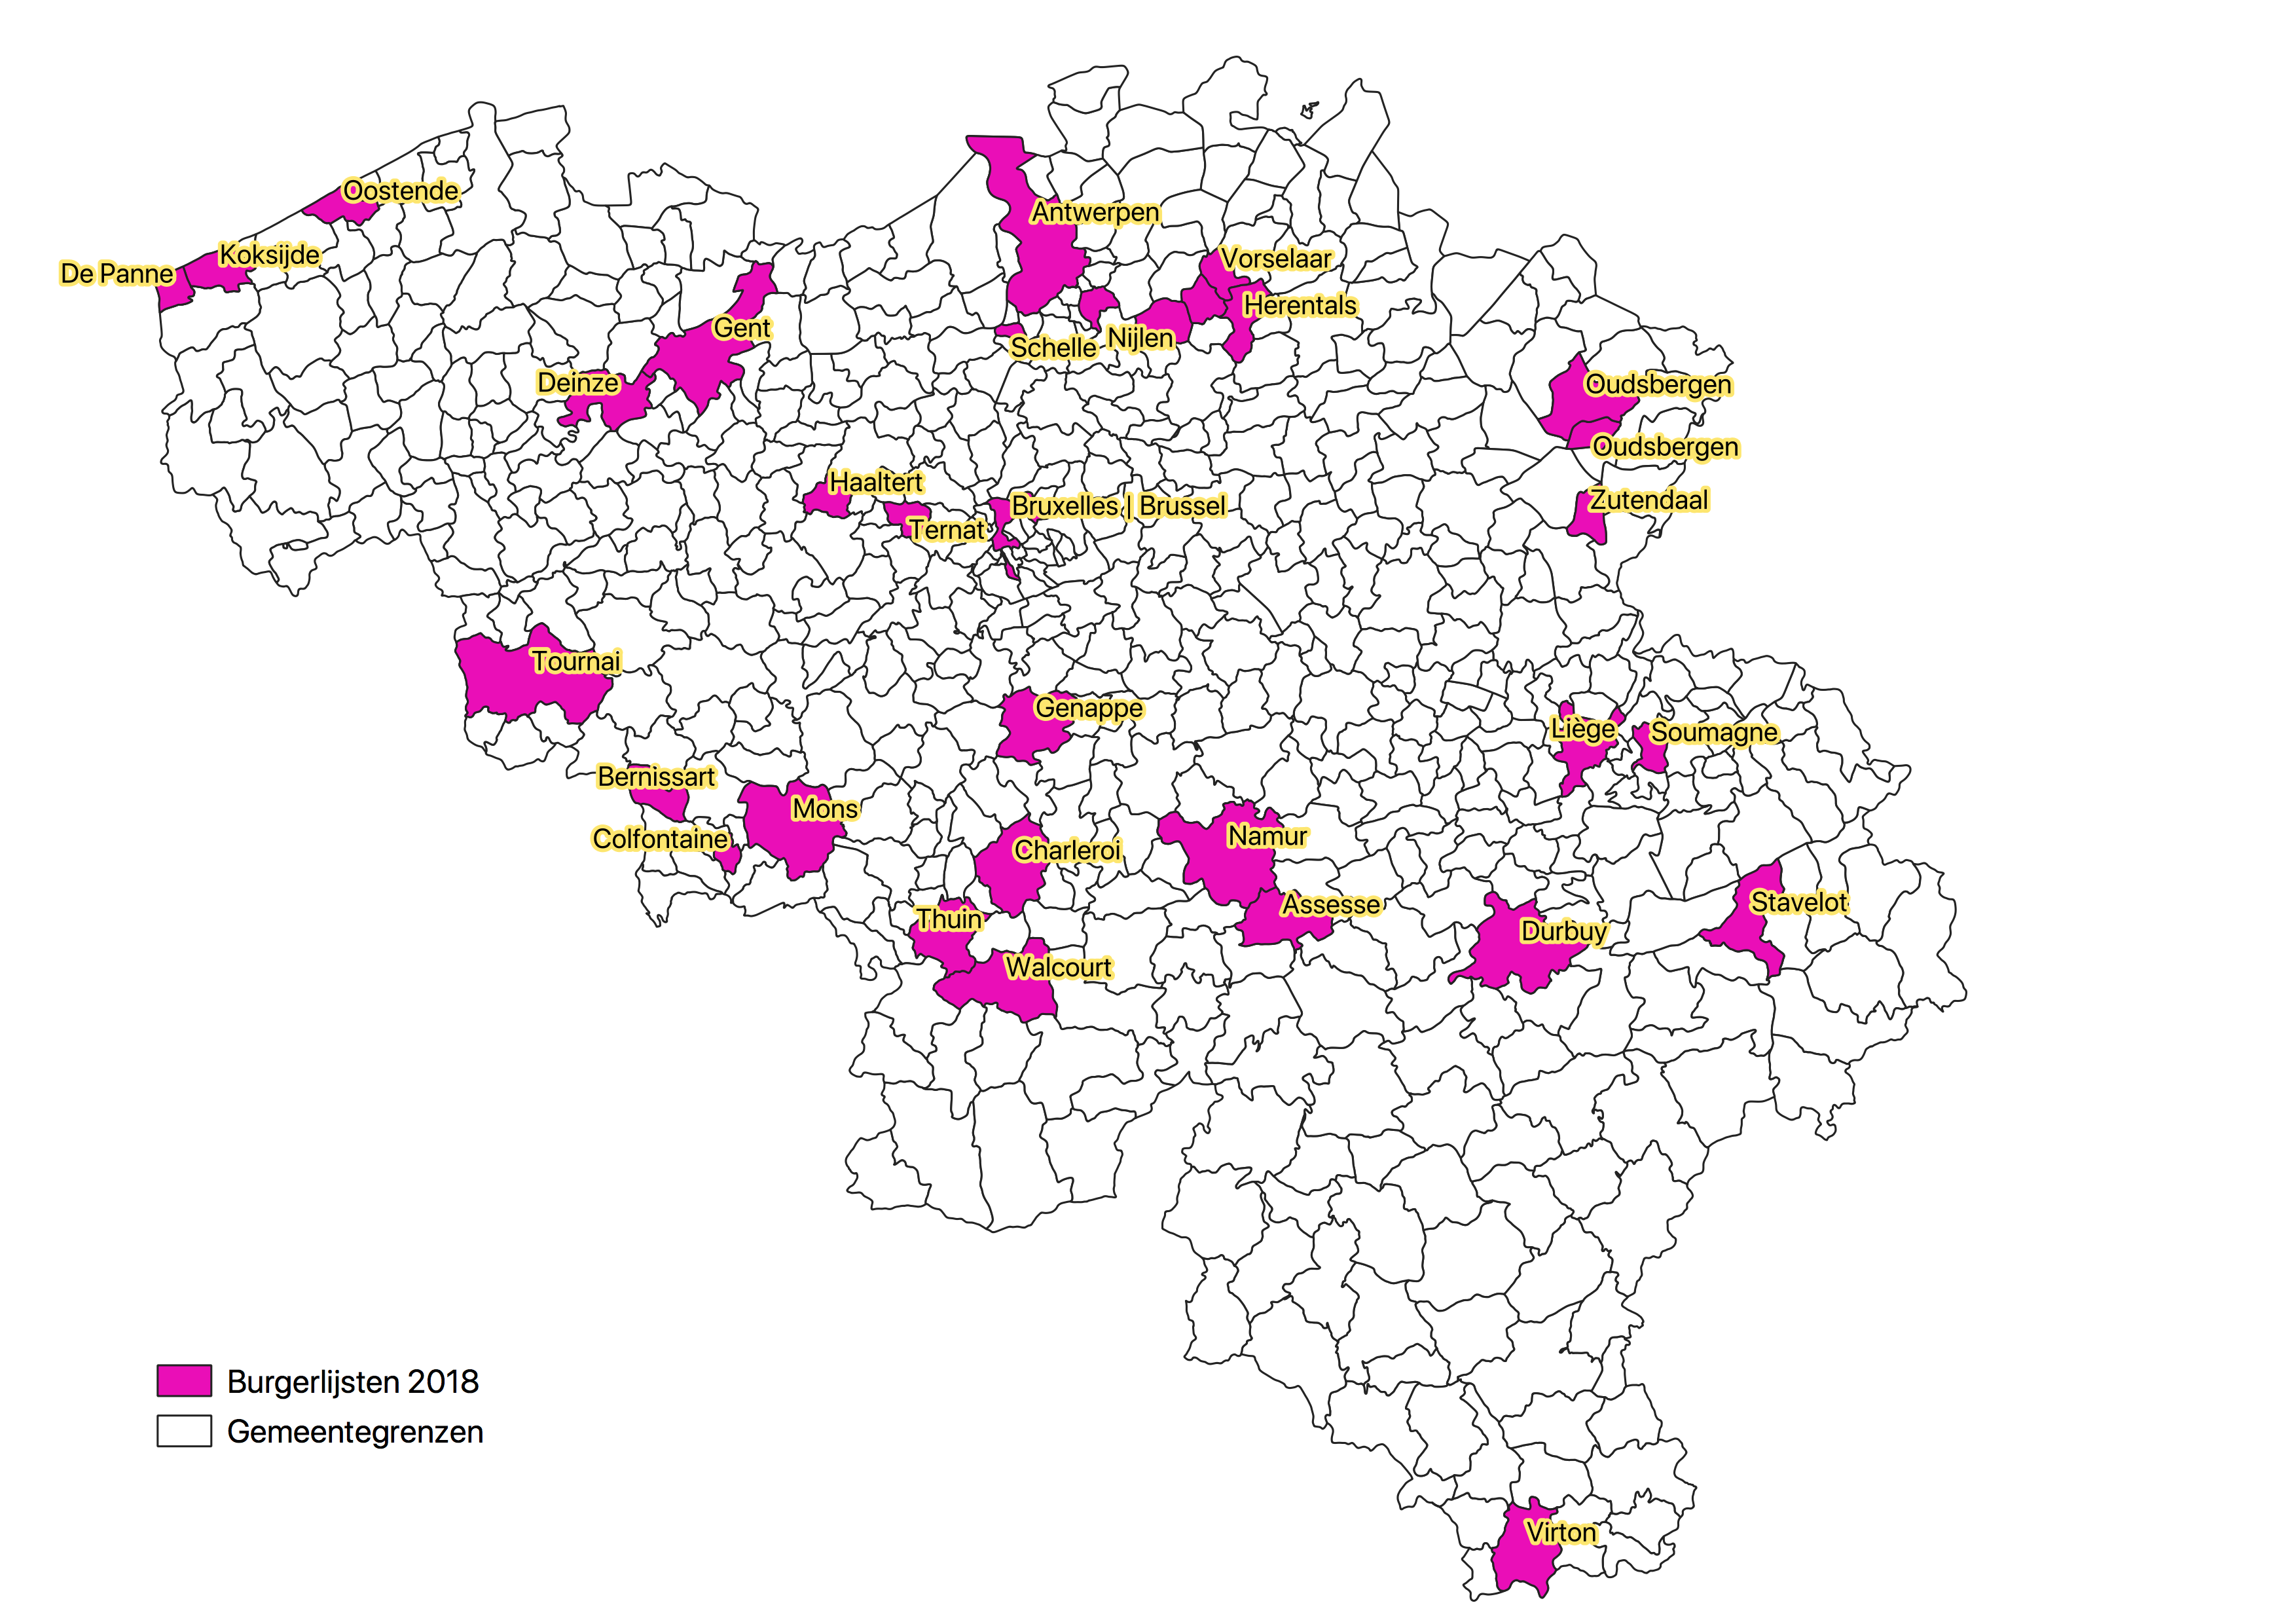 Oostende
Antwerpen
Koksijde
Vorselaar
De Panne
Herentals
Gent
Nijlen
Schelle
Deinze
Oudsbergen
Oudsbergen
Haaltert
Zutendaal
Bruxelles | Brussel
Ternat
Tournai
Genappe
Liège
Soumagne
Bernissart
Mons
Namur
Colfontaine
Charleroi
Stavelot
Assesse
Thuin
Durbuy
Walcourt
Burgerlijsten 2018
Gemeentegrenzen
Virton